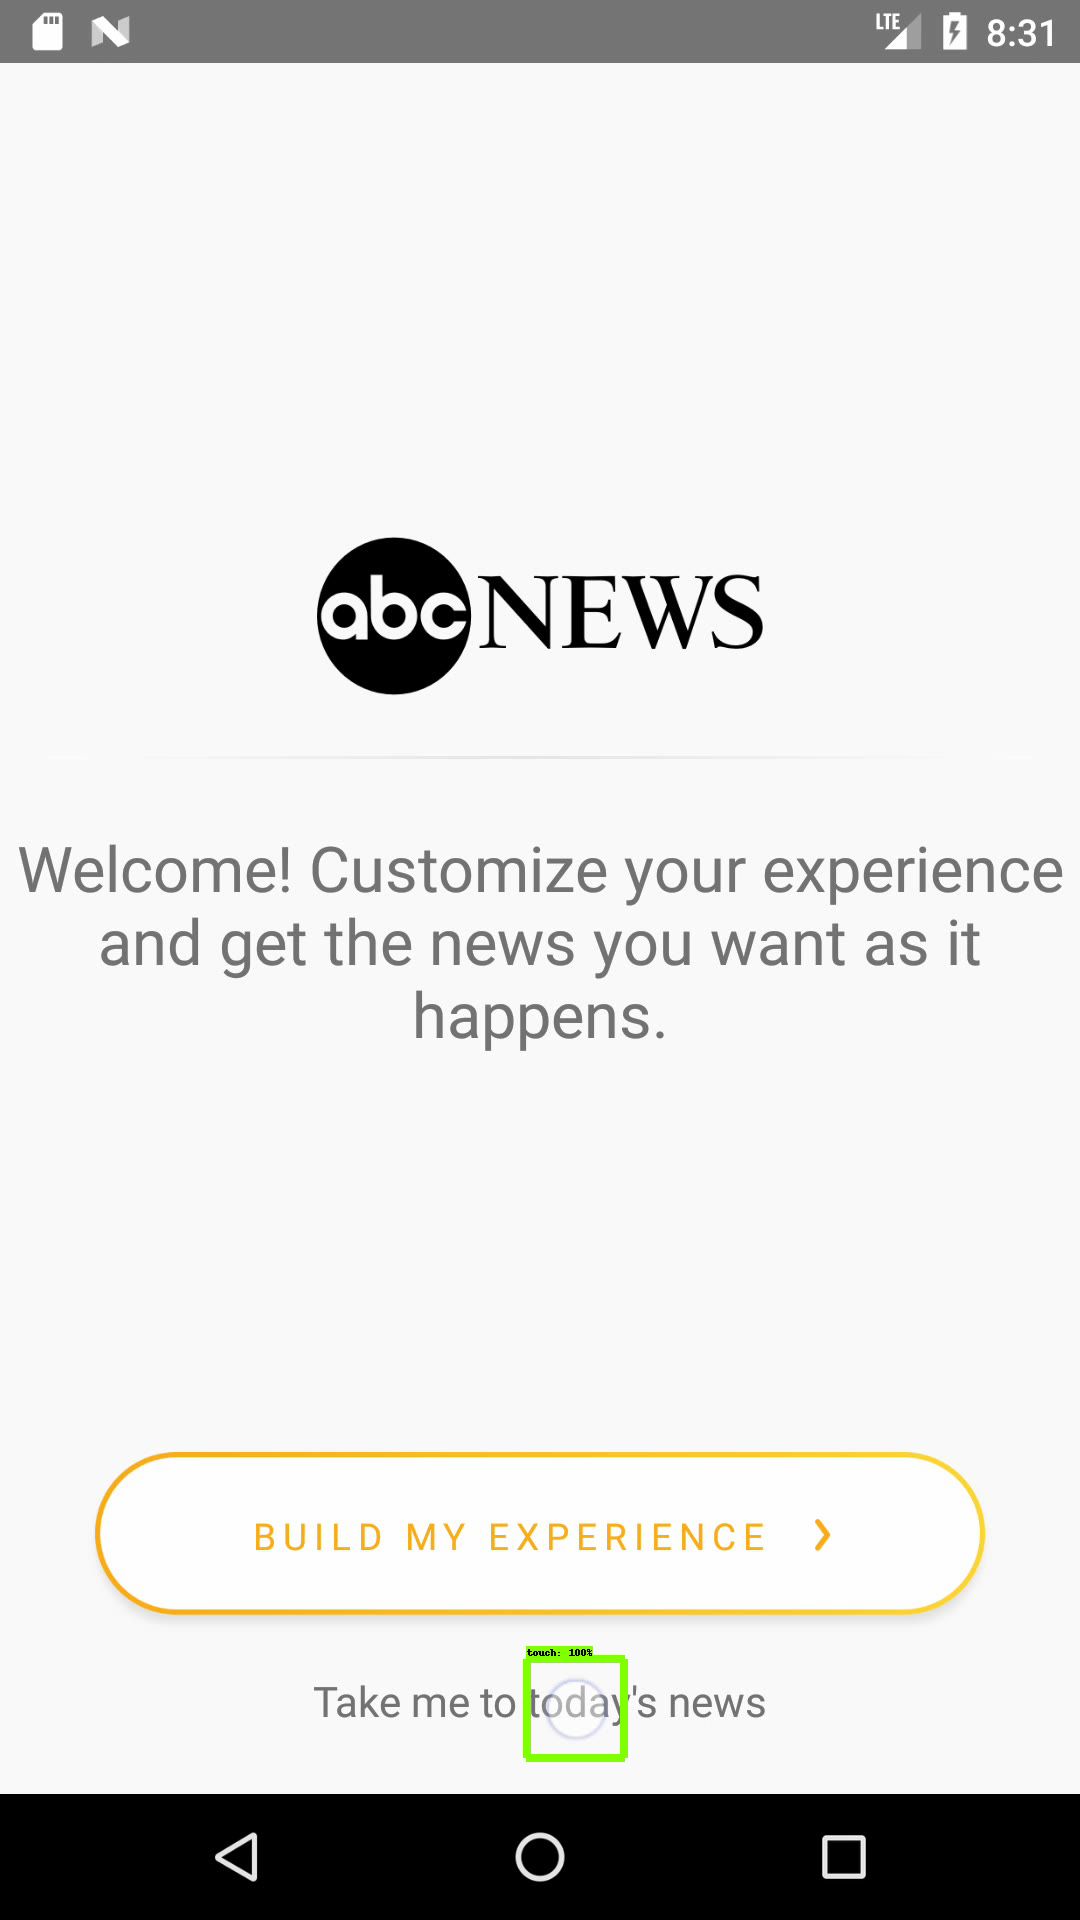 LTE 8:31
abc NEWS
Welcome! Customize your experience
and get the news you want as it
happens.
BUILD MY EXPERIENCE
touch: 100%
Take me to today's news